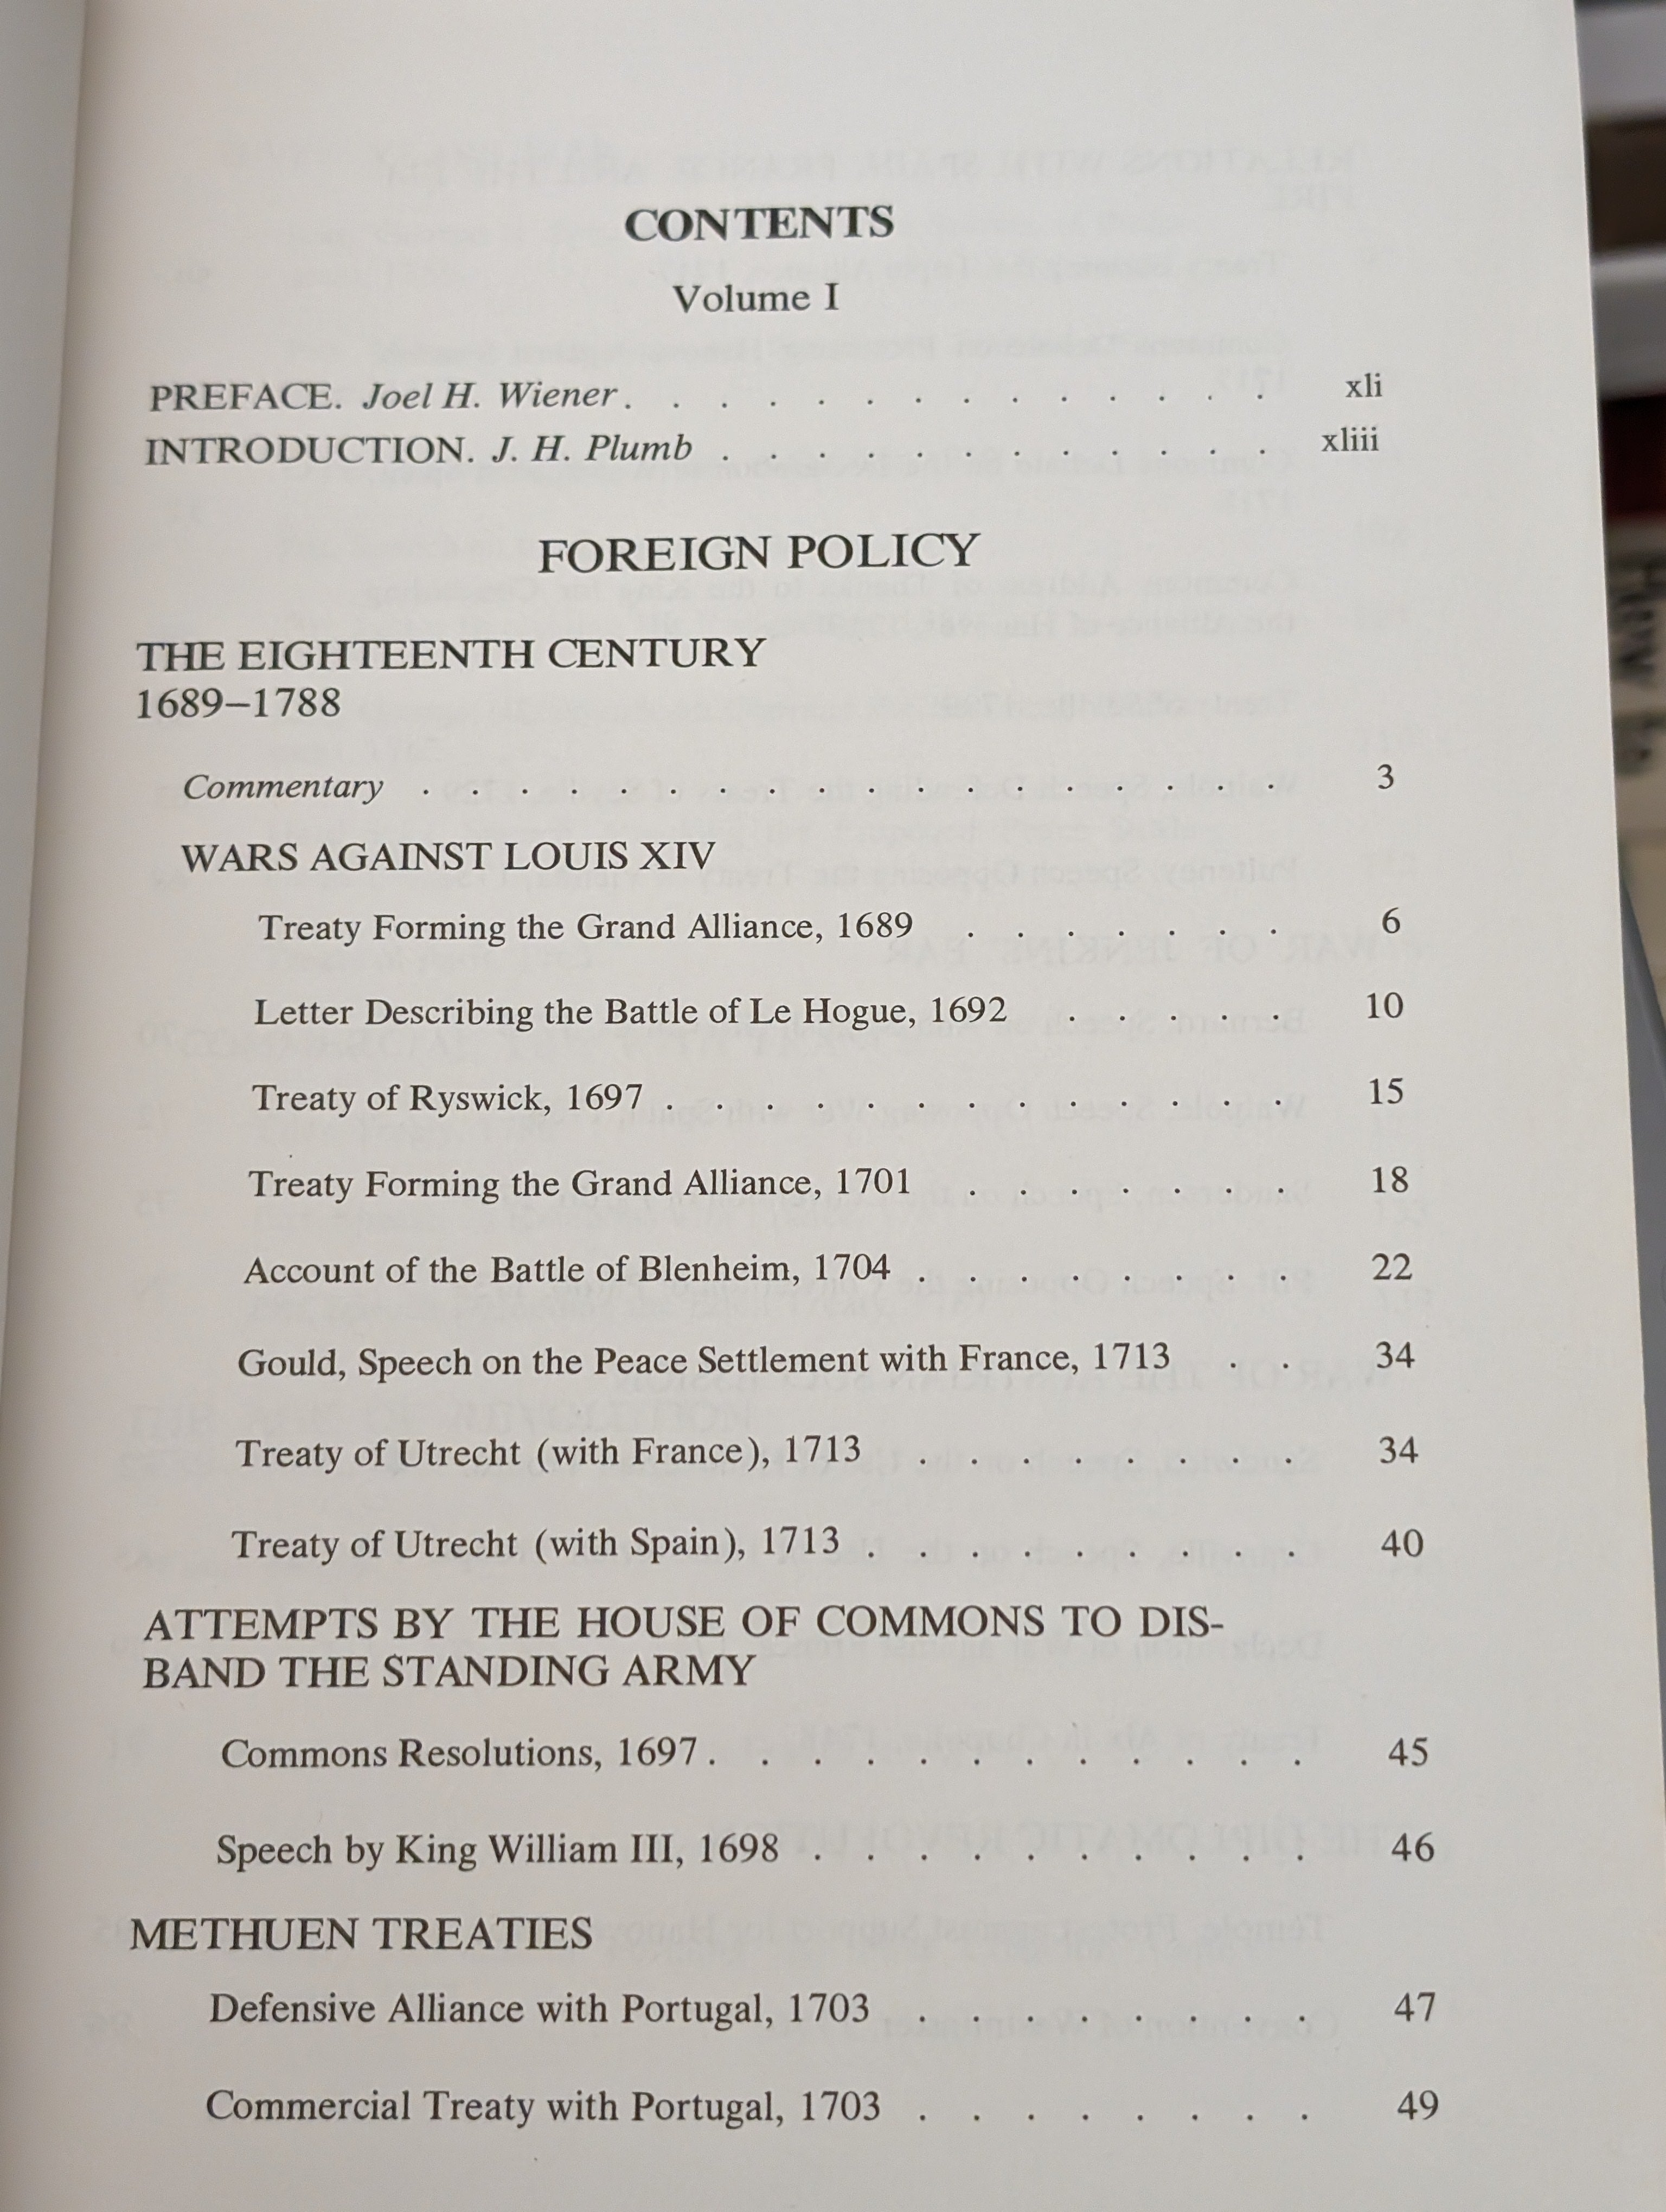 CONTENTS
Volume I
PREFACE. Joel H. Wiener . . . . . . . . . . . . . . xli
INTRODUCTION. J. H. Plumb . . . . . . . . . . . . xliii
FOREIGN POLICY
THE EIGHTEENTH CENTURY
1689–1788
Commentary . . . . . . . . . . . . . . . . . . 3
WARS AGAINST LOUIS XIV
Treaty Forming the Grand Alliance, 1689 . . . . . . . 6
Letter Describing the Battle of Le Hogue, 1692 . . . . . 10
Treaty of Ryswick, 1697 . . . . . . . . . . . . . 15
Treaty Forming the Grand Alliance, 1701 . . . . . . . 18
Account of the Battle of Blenheim, 1704 . . . . . . . . 22
Gould, Speech on the Peace Settlement with France, 1713 . . 34
Treaty of Utrecht (with France), 1713 . . . . . . . . 34
Treaty of Utrecht (with Spain), 1713 . . . . . . . . . 40
ATTEMPTS BY THE HOUSE OF COMMONS TO DIS-
BAND THE STANDING ARMY
Commons Resolutions, 1697 . . . . . . . . . . . . 45
Speech by King William III, 1698 . . . . . . . . . . 46
METHUEN TREATIES
Defensive Alliance with Portugal, 1703 . . . . . . . . 47
Commercial Treaty with Portugal, 1703 . . . . . . . . 49